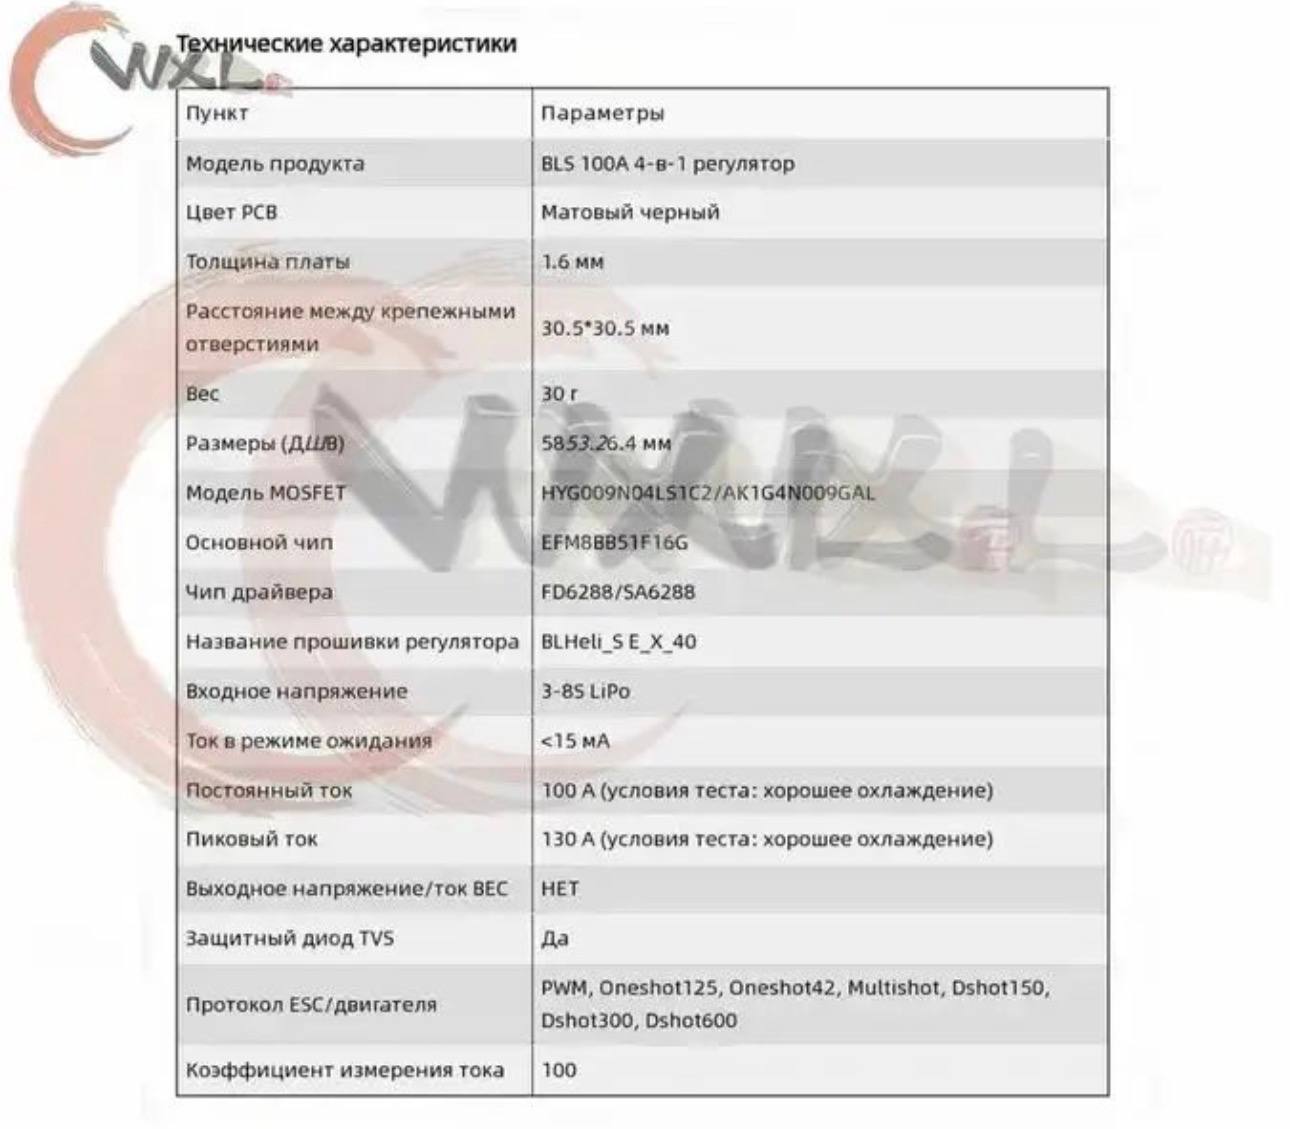 Технические характеристики
WXL
Пункт Параметры
Модель продукта BLS 100A 4-в-1 регулятор
Цвет PCB Матовый черный
Толщина платы 1.6 мм
Расстояние между крепежными
отверстиями 30.5*30.5 мм
Вес 30 г
Размеры (ДШВ) 5853.26.4 мм
Модель MOSFET HYG009N04LS1C2/AK1G4N009GAL
Основной чип EFM8BB51F16G
Чип драйвера FD6288/SA6288
Название прошивки регулятора BLHeli_S E_X_40
Входное напряжение 3-8S LiPo
Ток в режиме ожидания <15 мА
Постоянный ток 100 А (условия теста: хорошее охлаждение)
Пиковый ток 130 А (условия теста: хорошее охлаждение)
Выходное напряжение/ток BEC НЕТ
Защитный диод TVS Да
Протокол ESC/двигателя PWM, Oneshot125, Oneshot42, Multishot, Dshot150,
Dshot300, Dshot600
Коэффициент измерения тока 100
WXL